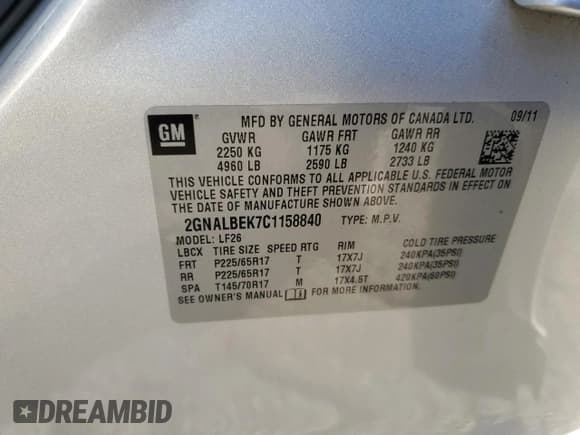 GM
MFD BY GENERAL MOTORS OF CANADA LTD. 09/11
GVWR GAWR FRT GAWR RR
2250 KG 1175 KG 1240 KG
4960 LB 2590 LB 2733 LB
THIS VEHICLE CONFORMS TO ALL APPLICABLE U.S. FEDERAL MOTOR
VEHICLE SAFETY AND THEFT PREVENTION STANDARDS IN EFFECT ON
THE DATE OF MANUFACTURE SHOWN ABOVE.
2GNALBEK7C1158840 TYPE: M.P.V.
MODEL: LF26
LBCX TIRE SIZE SPEED RTG RIM COLD TIRE PRESSURE
FRT P225/65R17 T 17X7J 240KPA(35PSI)
RR P225/65R17 T 17X7J 240KPA(35PSI)
SPA T145/70R17 M 17X4.5T 420KPA(60PSI)
SEE OWNER'S MANUAL FOR MORE INFORMATION.
DREAMBID